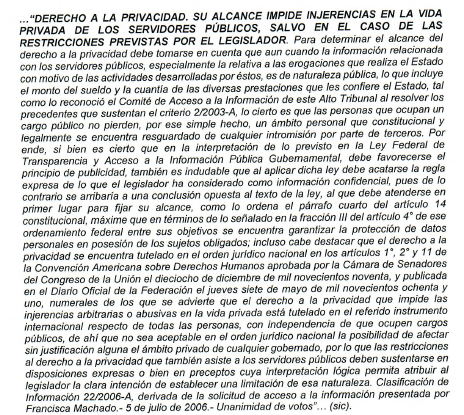 …"DERECHO A LA PRIVACIDAD. SU ALCANCE IMPIDE INJERENCIAS EN LA VIDA
PRIVADA DE LOS SERVIDORES PÚBLICOS, SALVO EN EL CASO DE LAS
RESTRICCIONES PREVISTAS POR EL LEGISLADOR. Para determinar el alcance del
derecho a la privacidad debe tomarse en cuenta que aun cuando la información relacionada
con los servidores públicos, especialmente la relativa a las erogaciones que realiza el Estado
con motivo de las actividades desarrolladas por éstos, es de naturaleza pública, lo que incluye
el monto del sueldo y la cuantía de las diversas prestaciones que les confiere el Estado, tal
como lo reconoció el Comité de Acceso a la Información de este Alto Tribunal al resolver los
precedentes que sustentan el criterio 2/2003-A, lo cierto es que las personas que ocupan un
cargo público no pierden, por ese simple hecho, un ámbito personal que constitucional y
legalmente se encuentra resguardado de cualquier intromisión por parte de terceros. Por
ende, si bien es cierto que en la interpretación de lo previsto en la Ley Federal de
Transparencia y Acceso a la Información Pública Gubernamental, debe favorecerse el
principio de publicidad, también es indudable que al aplicar dicha ley debe acatarse la regla
expresa de lo que el legislador ha considerado como información confidencial, pues de lo
contrario se arribaría a una conclusión opuesta al texto de la ley, al que debe atenderse en
primer lugar para fijar su alcance, como lo ordena el párrafo cuarto del artículo 14
constitucional, máxime que en términos de lo señalado en la fracción III del artículo 4° de ese
ordenamiento federal entre sus objetivos se encuentra garantizar la protección de datos
personales en posesión de los sujetos obligados; incluso cabe destacar que el derecho a la
privacidad se encuentra tutelado en el orden jurídico nacional en los artículos 1°, 2° y 11 de
la Convención Americana sobre Derechos Humanos aprobada por la Cámara de Senadores
del Congreso de la Unión el dieciocho de diciembre de mil novecientos noventa, y publicada
en el Diario Oficial de la Federación el jueves siete de mayo de mil novecientos ochenta y
uno, numerales de los que se advierte que el derecho a la privacidad que impide las
injerencias arbitrarias o abusivas en la vida privada está tutelado en el referido instrumento
internacional respecto de todas las personas, con independencia de que ocupen cargos
públicos, de ahí que no sea aceptable en el orden jurídico nacional la posibilidad de afectar
sin justificación alguna el ámbito privado de cualquier gobernado, por lo que las restricciones
al derecho a la privacidad que también asiste a los servidores públicos deben sustentarse en
disposiciones expresas o bien en preceptos cuya interpretación lógica permita atribuir al
legislador la clara intención de establecer una limitación de esa naturaleza. Clasificación de
Información 22/2006-A, derivada de la solicitud de acceso a la información presentada por
Francisca Machado.- 5 de julio de 2006.- Unanimidad de votos"… (sic).